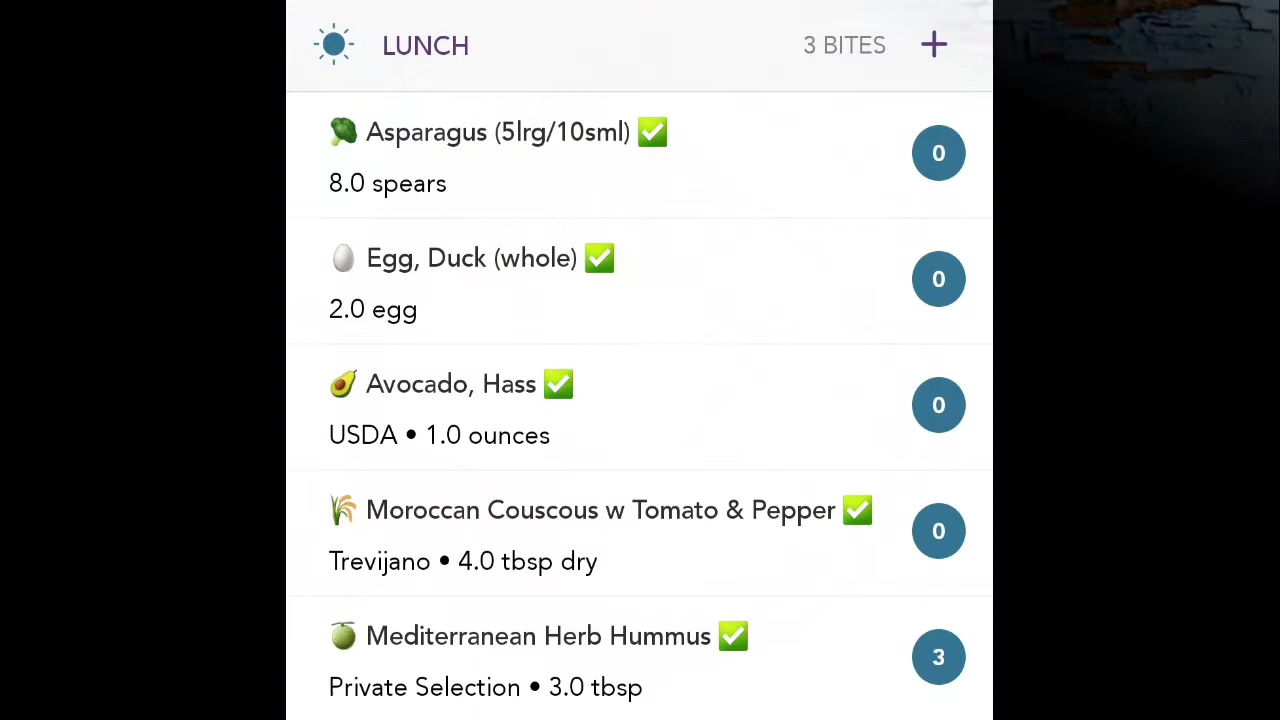 LUNCH 3 BITES +
Asparagus (5lrg/10sml) ✅ 0
8.0 spears
Egg, Duck (whole) ✅ 0
2.0 egg
Avocado, Hass ✅ 0
USDA • 1.0 ounces
Moroccan Couscous w Tomato & Pepper ✅ 0
Trevijano • 4.0 tbsp dry
Mediterranean Herb Hummus ✅ 3
Private Selection • 3.0 tbsp